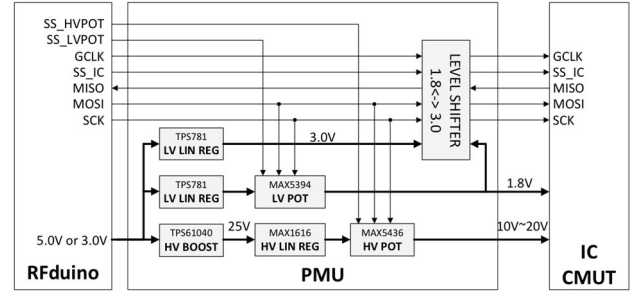 SS_HVPOT
SS_LVPOT
GCLK
SS_IC
MISO
MOSI
SCK
5.0V or 3.0V
RFduino
TPS781
LV LIN REG
3.0V
TPS781
LV LIN REG
MAX5394
LV POT
TPS61040
HV BOOST
25V
MAX1616
HV LIN REG
MAX5436
HV POT
PMU
LEVEL SHIFTER
1.8<-> 3.0
1.8V
10V~20V
GCLK
SS_IC
MISO
MOSI
SCK
IC
CMUT